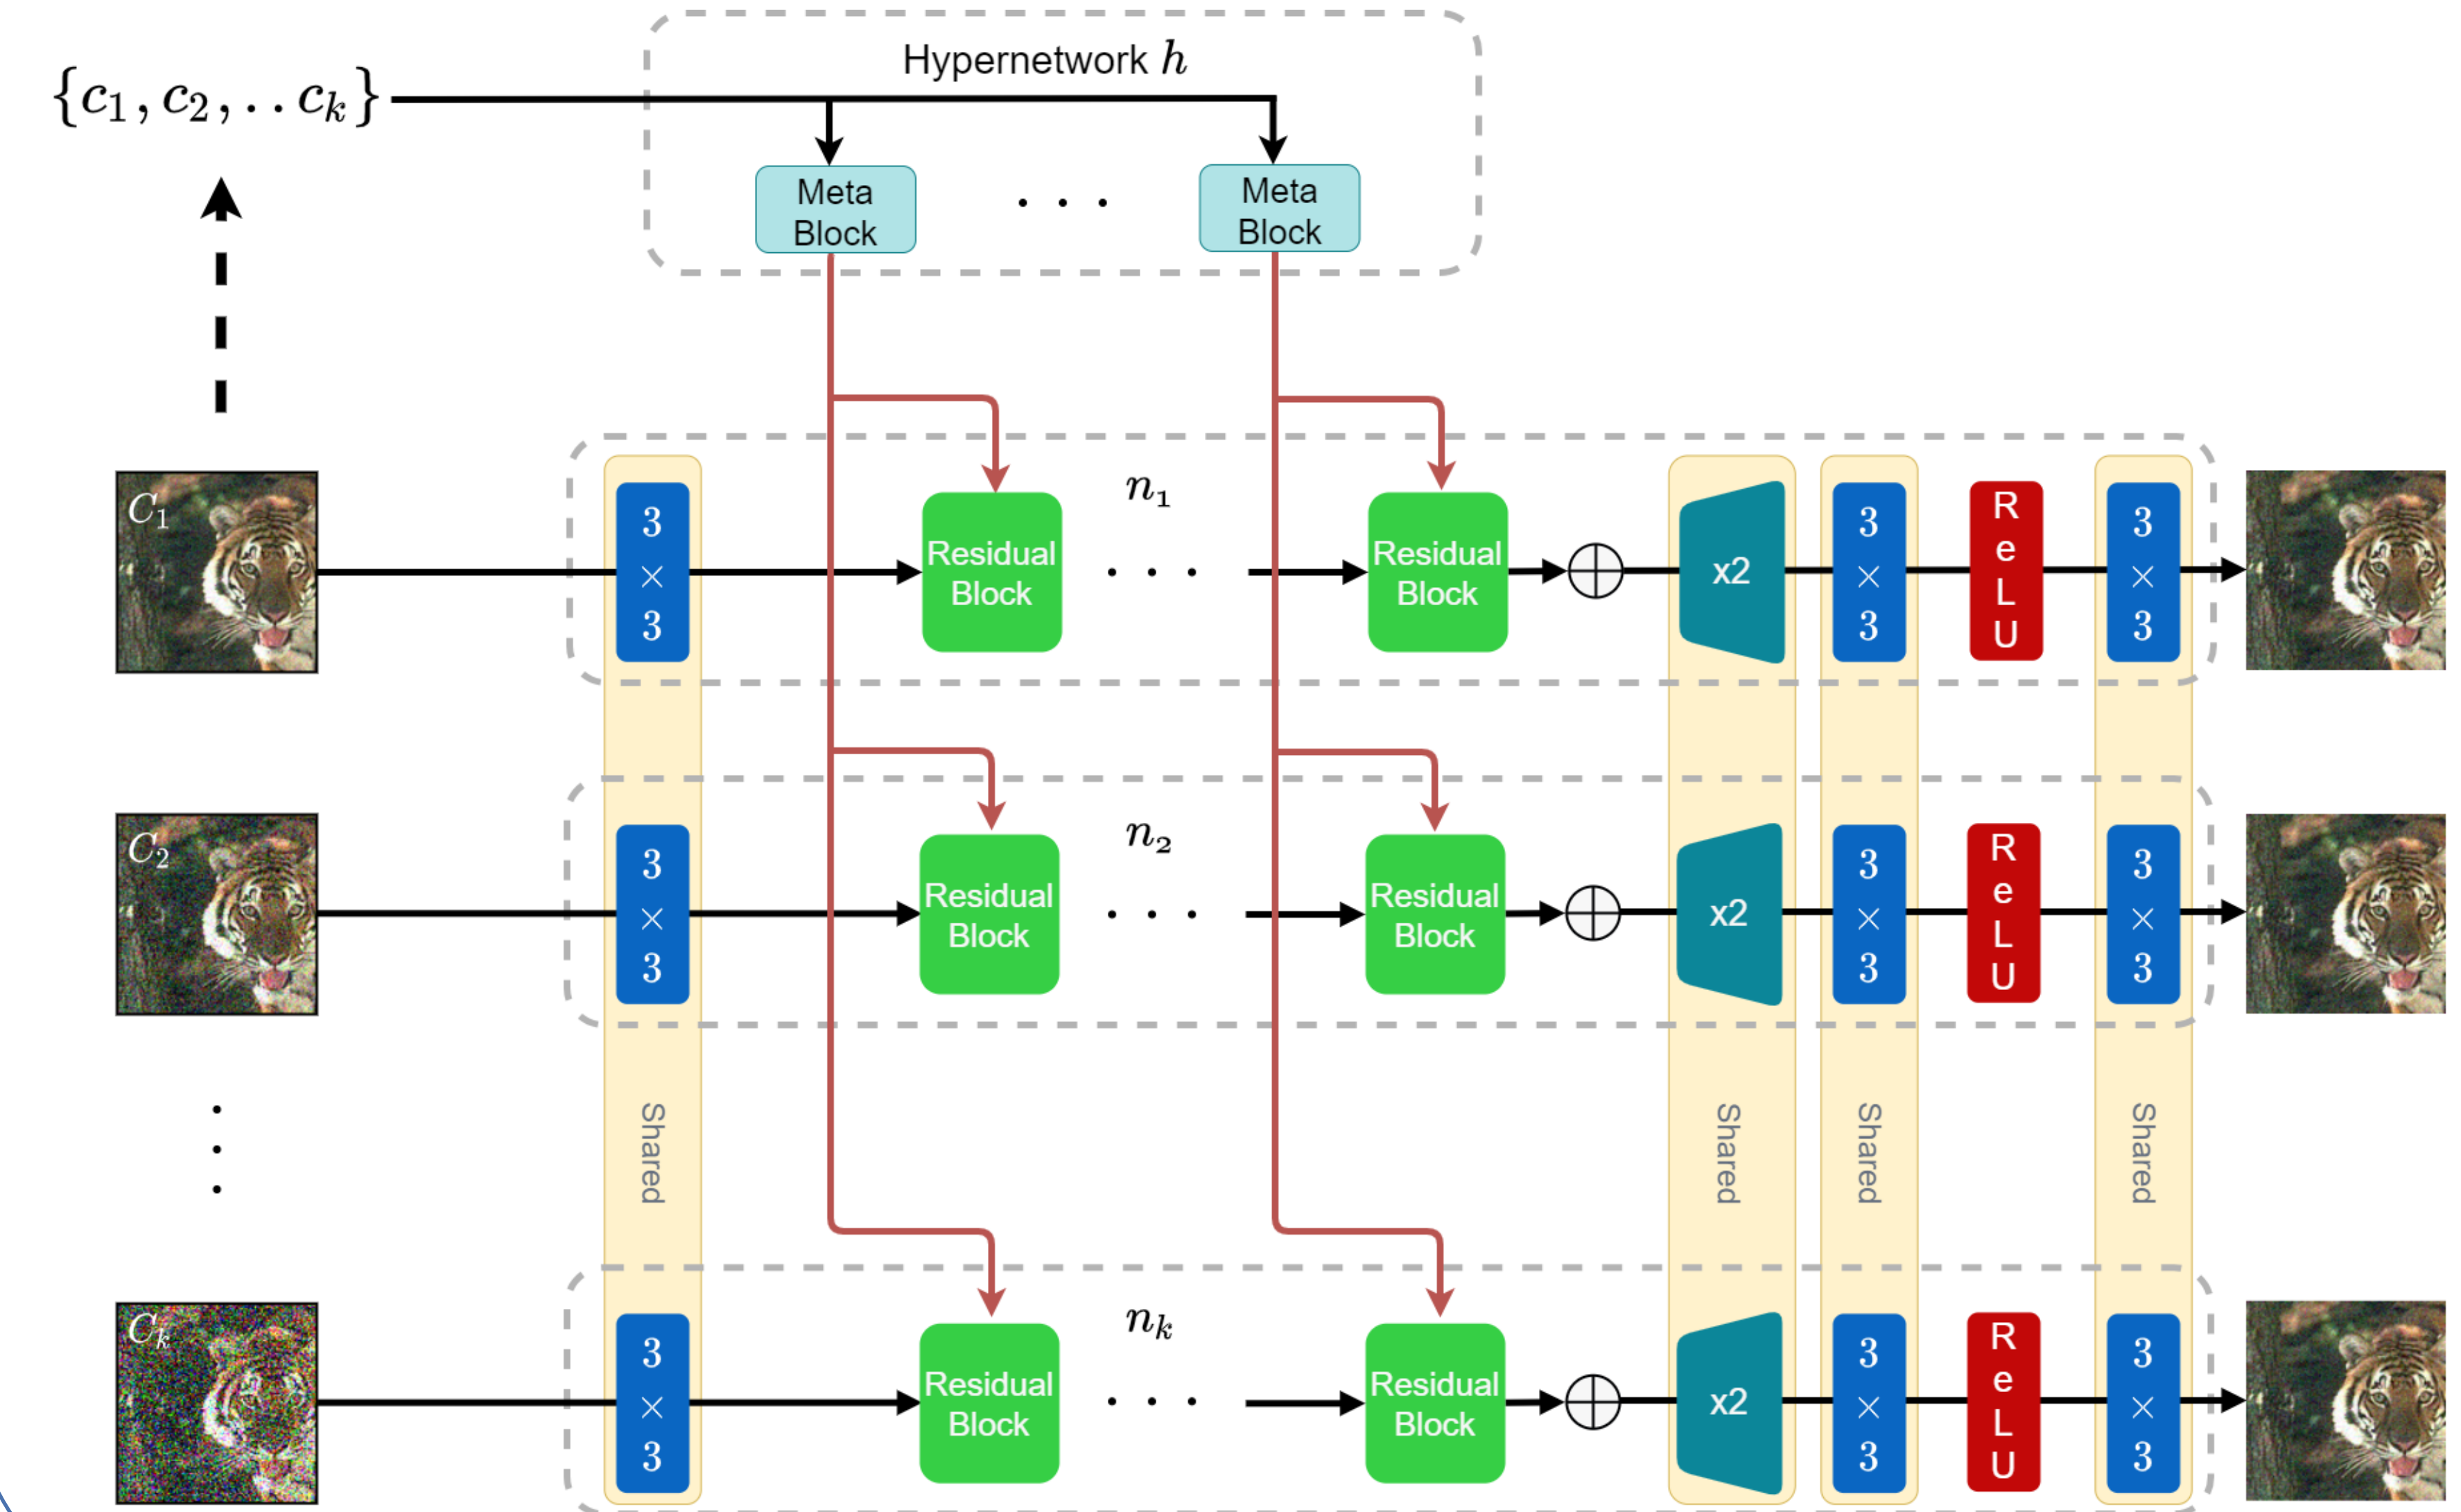 Hypernetwork h
{c₁, c₂, . . cₖ}
Meta
Block
. . .
Meta
Block
C₁
3
×
3
Residual
Block
n₁
. . .
Residual
Block
x2
3
×
3
R
e
L
U
3
×
3
C₂
3
×
3
Residual
Block
n₂
. . .
Residual
Block
x2
3
×
3
R
e
L
U
3
×
3
Shared
Shared
Shared
Shared
Cₖ
3
×
3
Residual
Block
nₖ
. . .
Residual
Block
x2
3
×
3
R
e
L
U
3
×
3